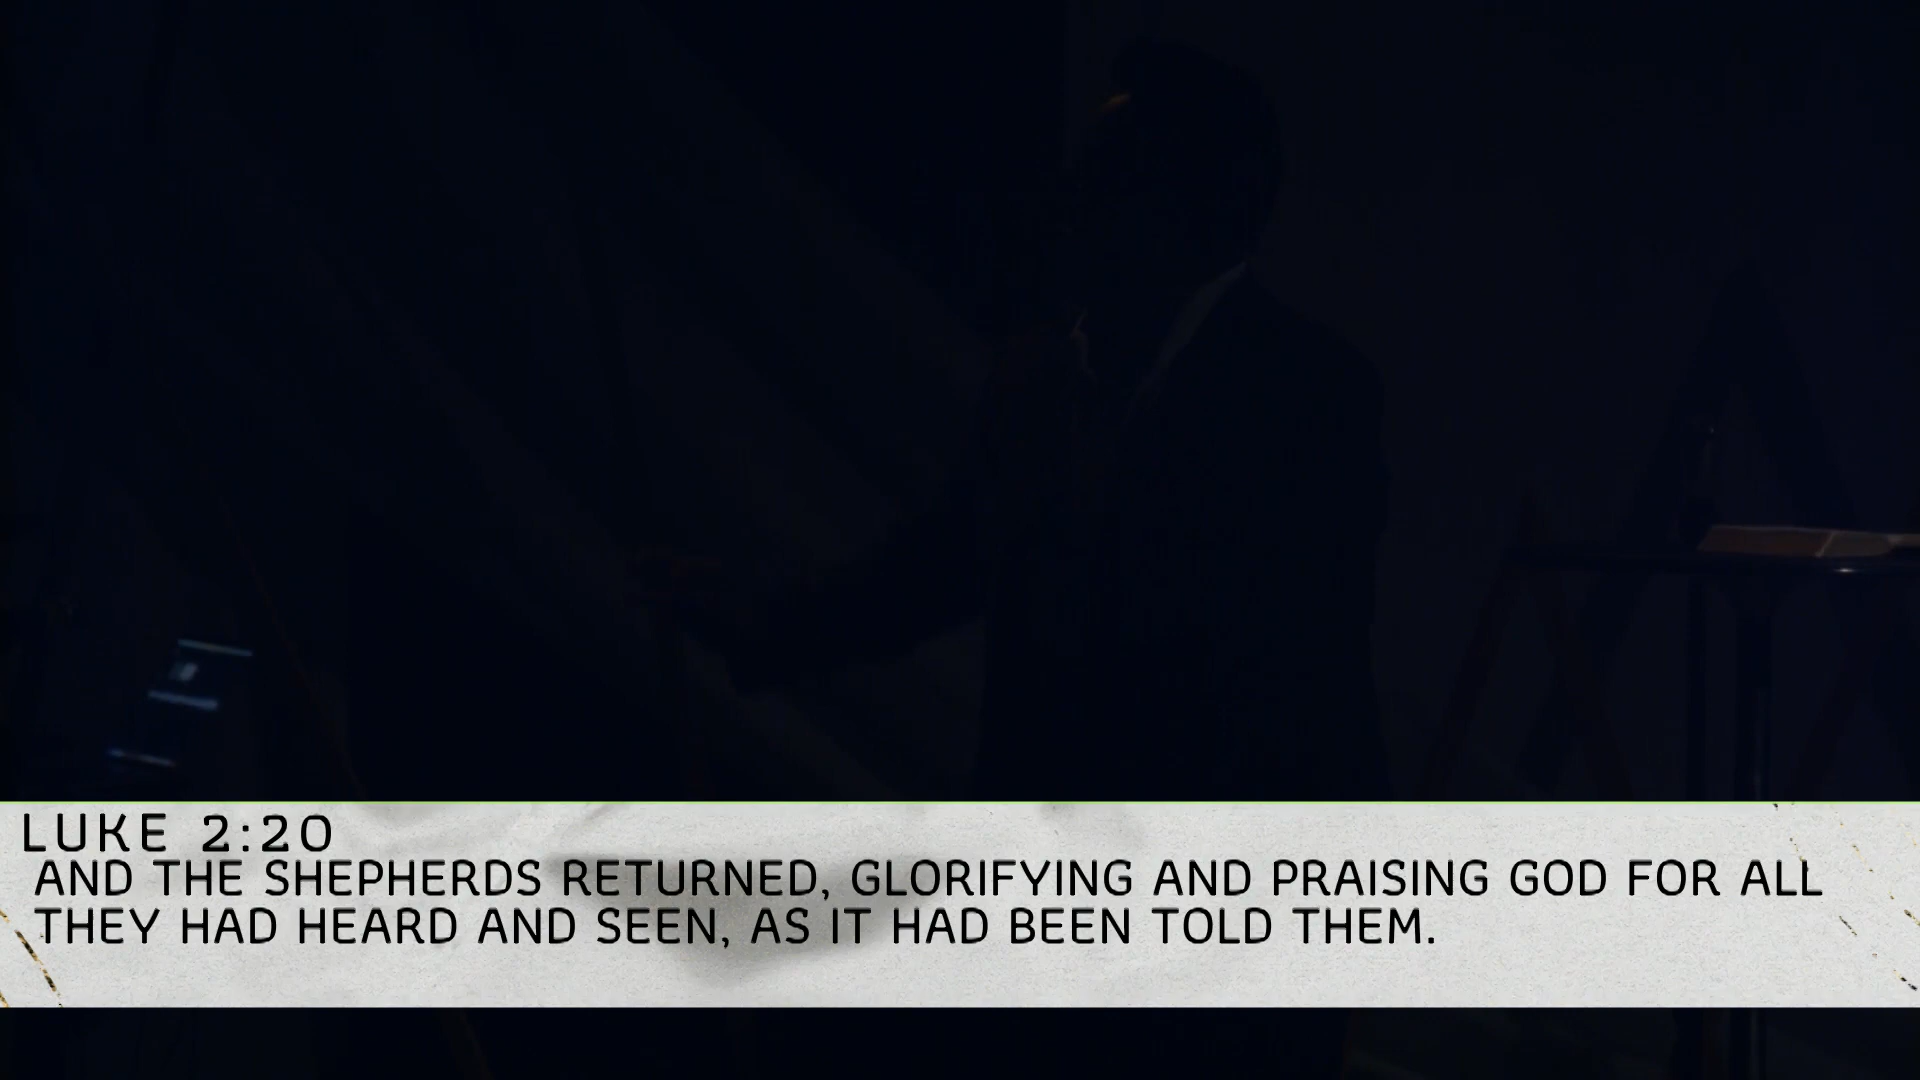 LUKE 2:20
AND THE SHEPHERDS RETURNED, GLORIFYING AND PRAISING GOD FOR ALL
THEY HAD HEARD AND SEEN, AS IT HAD BEEN TOLD THEM.